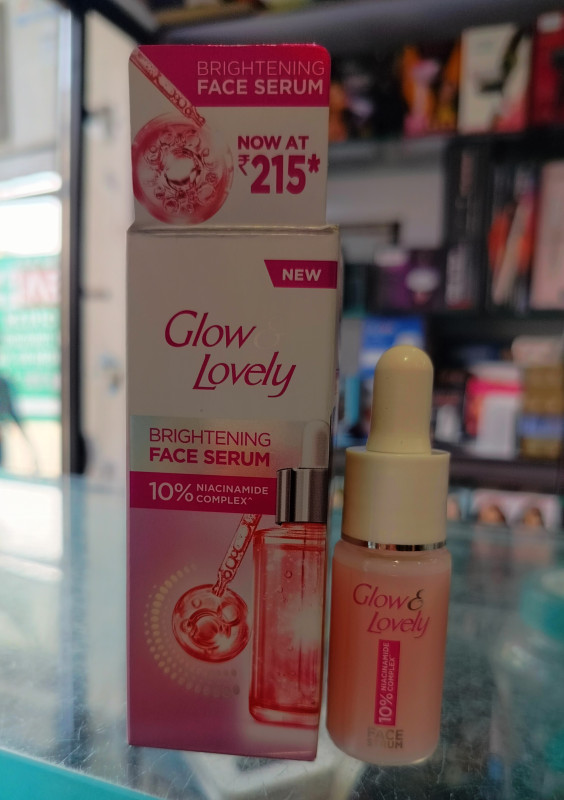 BRIGHTENING
FACE SERUM
NOW AT
₹215*
NEW
Glow &
Lovely
BRIGHTENING
FACE SERUM
10% NIACINAMIDE
COMPLEX^
Glow &
Lovely
10% NIACINAMIDE
COMPLEX^
FACE
SERUM